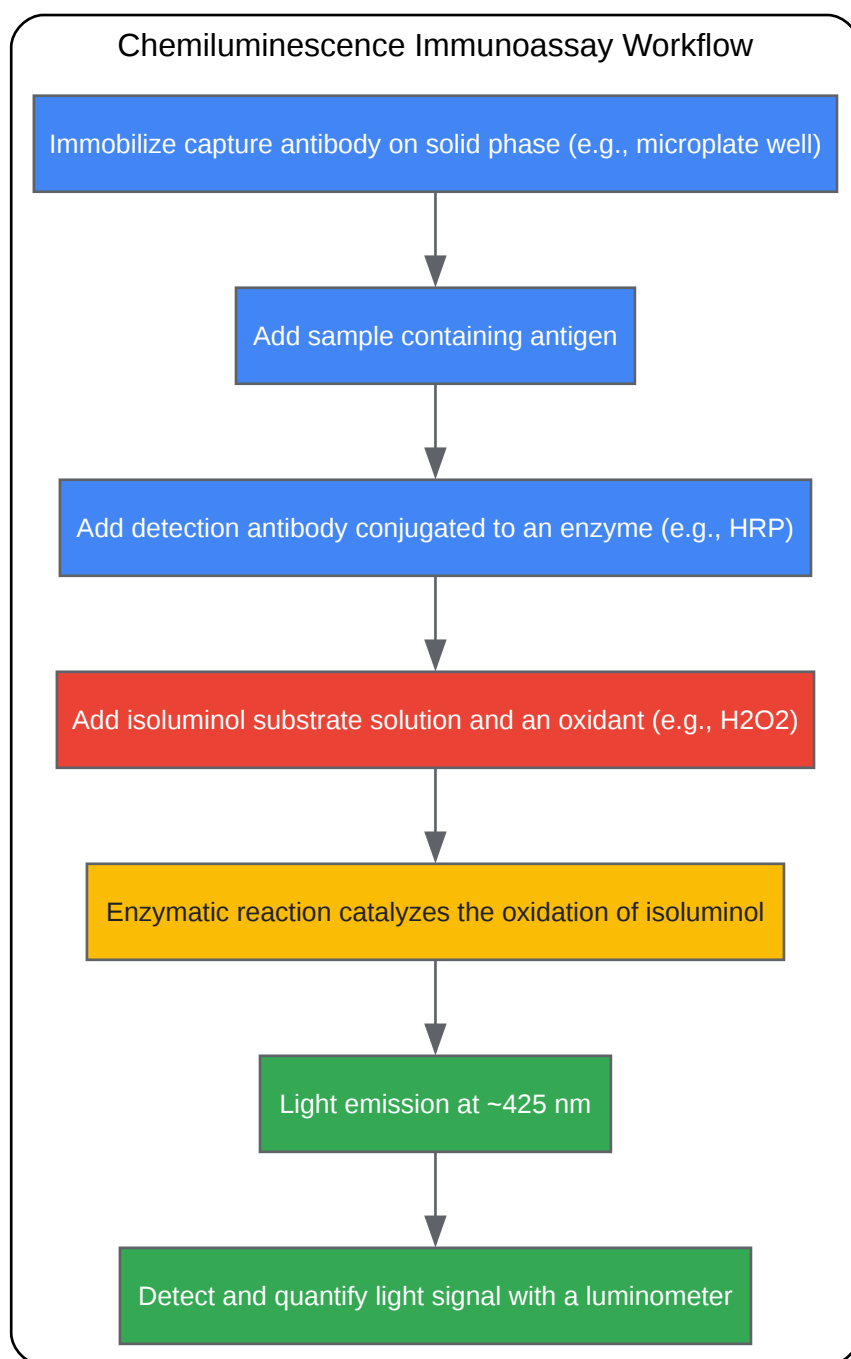 Chemiluminescence Immunoassay Workflow
Immobilize capture antibody on solid phase (e.g., microplate well)
Add sample containing antigen
Add detection antibody conjugated to an enzyme (e.g., HRP)
Add isoluminol substrate solution and an oxidant (e.g., H2O2)
Enzymatic reaction catalyzes the oxidation of isoluminol
Light emission at ~425 nm
Detect and quantify light signal with a luminometer